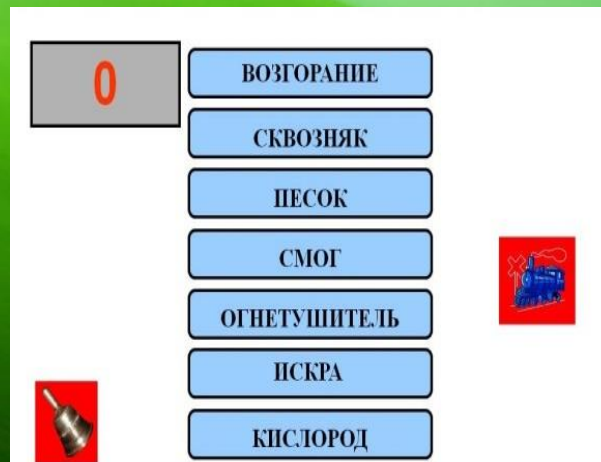 0
ВОЗГОРАНИЕ
СКВОЗНЯК
ПЕСОК
СМОГ
ОГНЕТУШИТЕЛЬ
ИСКРА
КИСЛОРОД